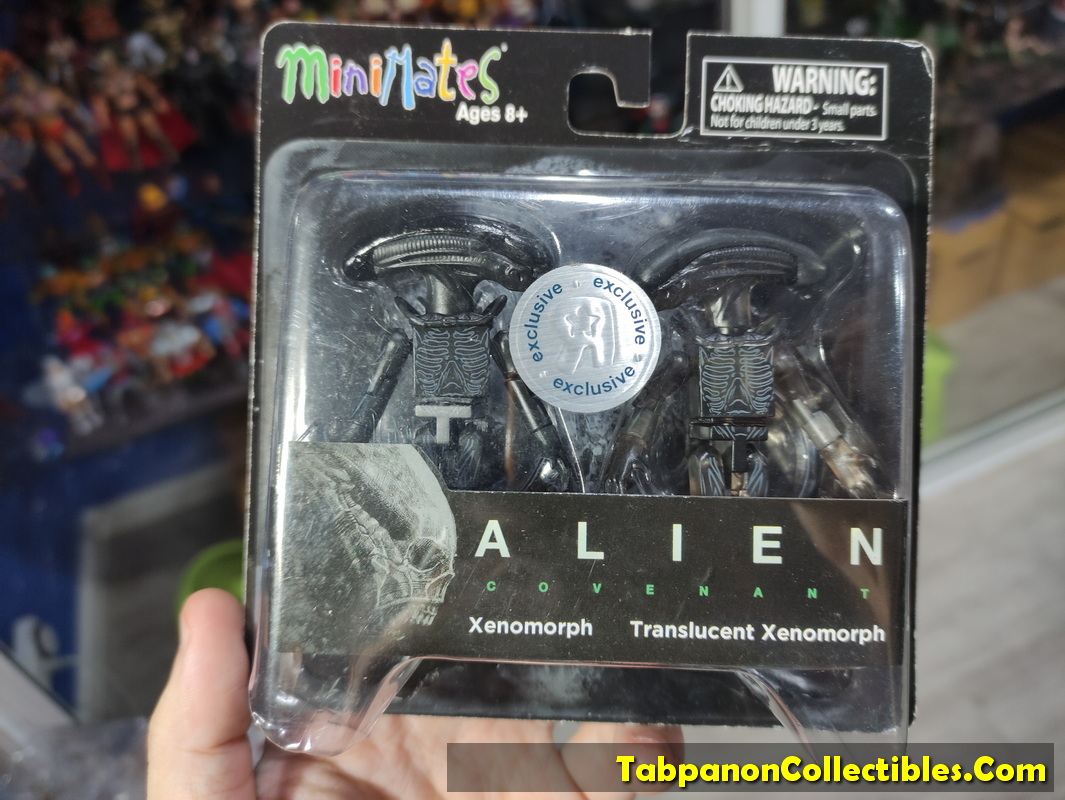 MiniMates
Ages 8+
WARNING:
CHOKING HAZARD - Small parts.
Not for children under 3 years.
exclusive exclusive exclusive
ALIEN
COVENANT
Xenomorph
Translucent Xenomorph
TabpanonCollectibles.Com